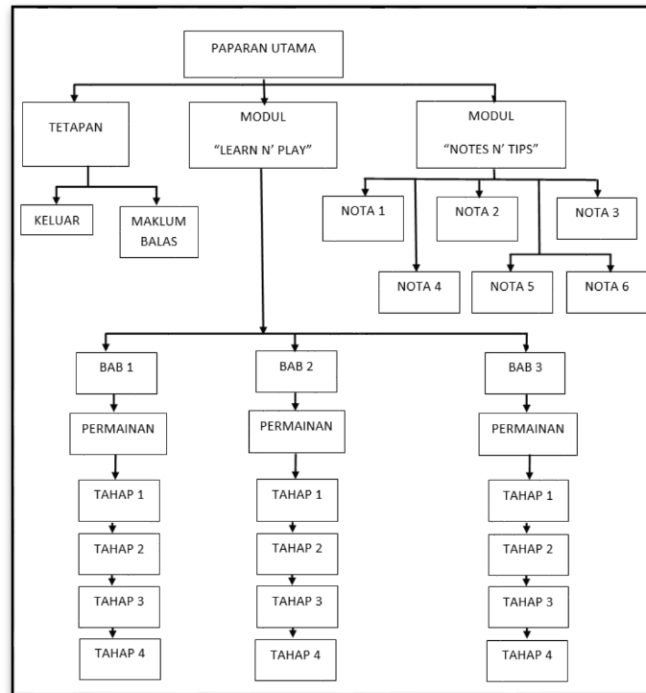 PAPARAN UTAMA
TETAPAN
MODUL
“LEARN N’ PLAY”
MODUL
“NOTES N’ TIPS”
KELUAR
MAKLUM
BALAS
NOTA 1
NOTA 2
NOTA 3
NOTA 4
NOTA 5
NOTA 6
BAB 1
BAB 2
BAB 3
PERMAINAN
PERMAINAN
PERMAINAN
TAHAP 1
TAHAP 1
TAHAP 1
TAHAP 2
TAHAP 2
TAHAP 2
TAHAP 3
TAHAP 3
TAHAP 3
TAHAP 4
TAHAP 4
TAHAP 4